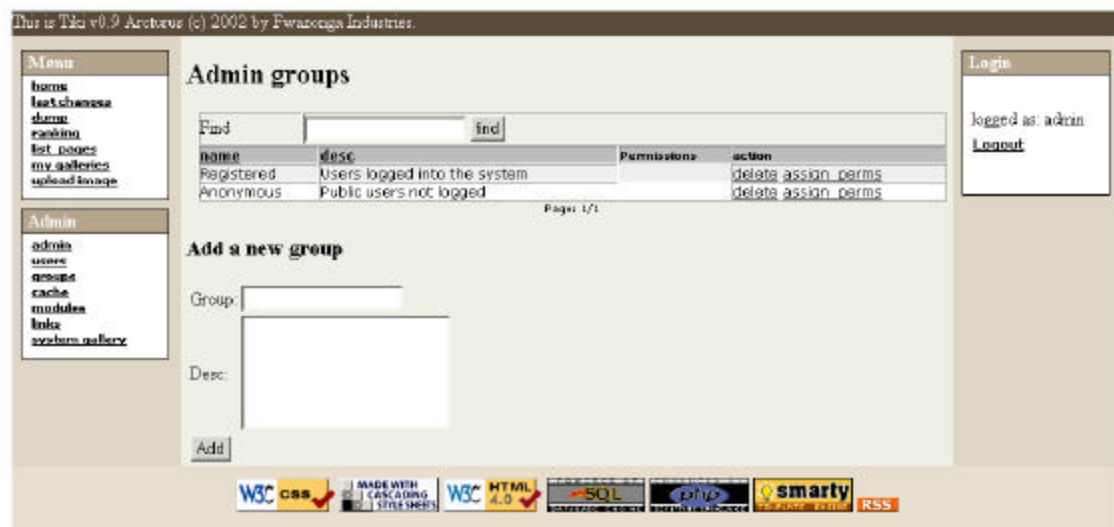 This is Tiki v0.9 Arcturus (c) 2002 by Fwazonga Industries.
Menu
home
last changes
dump
ranking
list pages
my galleries
upload image
Admin
admin
users
groups
cache
modules
links
system gallery
Admin groups
Find
find
name desc Permissions action
Registered Users logged into the system delete assign_perms
Anonymous Public users not logged delete assign_perms
Page: 1/1
Add a new group
Group:
Desc:
Add
Login
logged as: admin
Logout
W3C CSS
MADE WITH
CASCADING
STYLE SHEETS
W3C HTML
4.0
SQL
DATABASE ENGINE
php
smarty
RSS